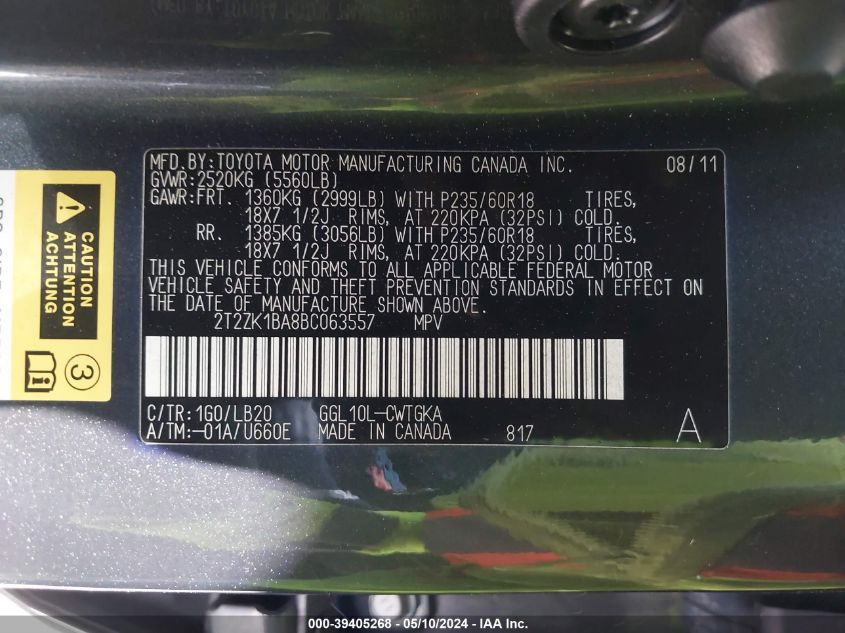 MFD.BY:TOYOTA MOTOR MANUFACTURING CANADA INC. 08/11
GVWR:2520KG (5560LB)
GAWR:FRT. 1360KG (2999LB) WITH P235/60R18 TIRES,
18X7 1/2J RIMS, AT 220KPA (32PSI) COLD.
RR. 1385KG (3056LB) WITH P235/60R18 TIRES,
18X7 1/2J RIMS, AT 220KPA (32PSI) COLD.
THIS VEHICLE CONFORMS TO ALL APPLICABLE FEDERAL MOTOR
VEHICLE SAFETY AND THEFT PREVENTION STANDARDS IN EFFECT ON
THE DATE OF MANUFACTURE SHOWN ABOVE.
2T2ZK1BA8BC063557 MPV
C/TR:1G0/LB20 GGL10L-CWTGKA
A/TM:-01A/U660E MADE IN CANADA 817 A
CAUTION
ATTENTION
ACHTUNG
3
000-39405268 - 05/10/2024 - IAA Inc.